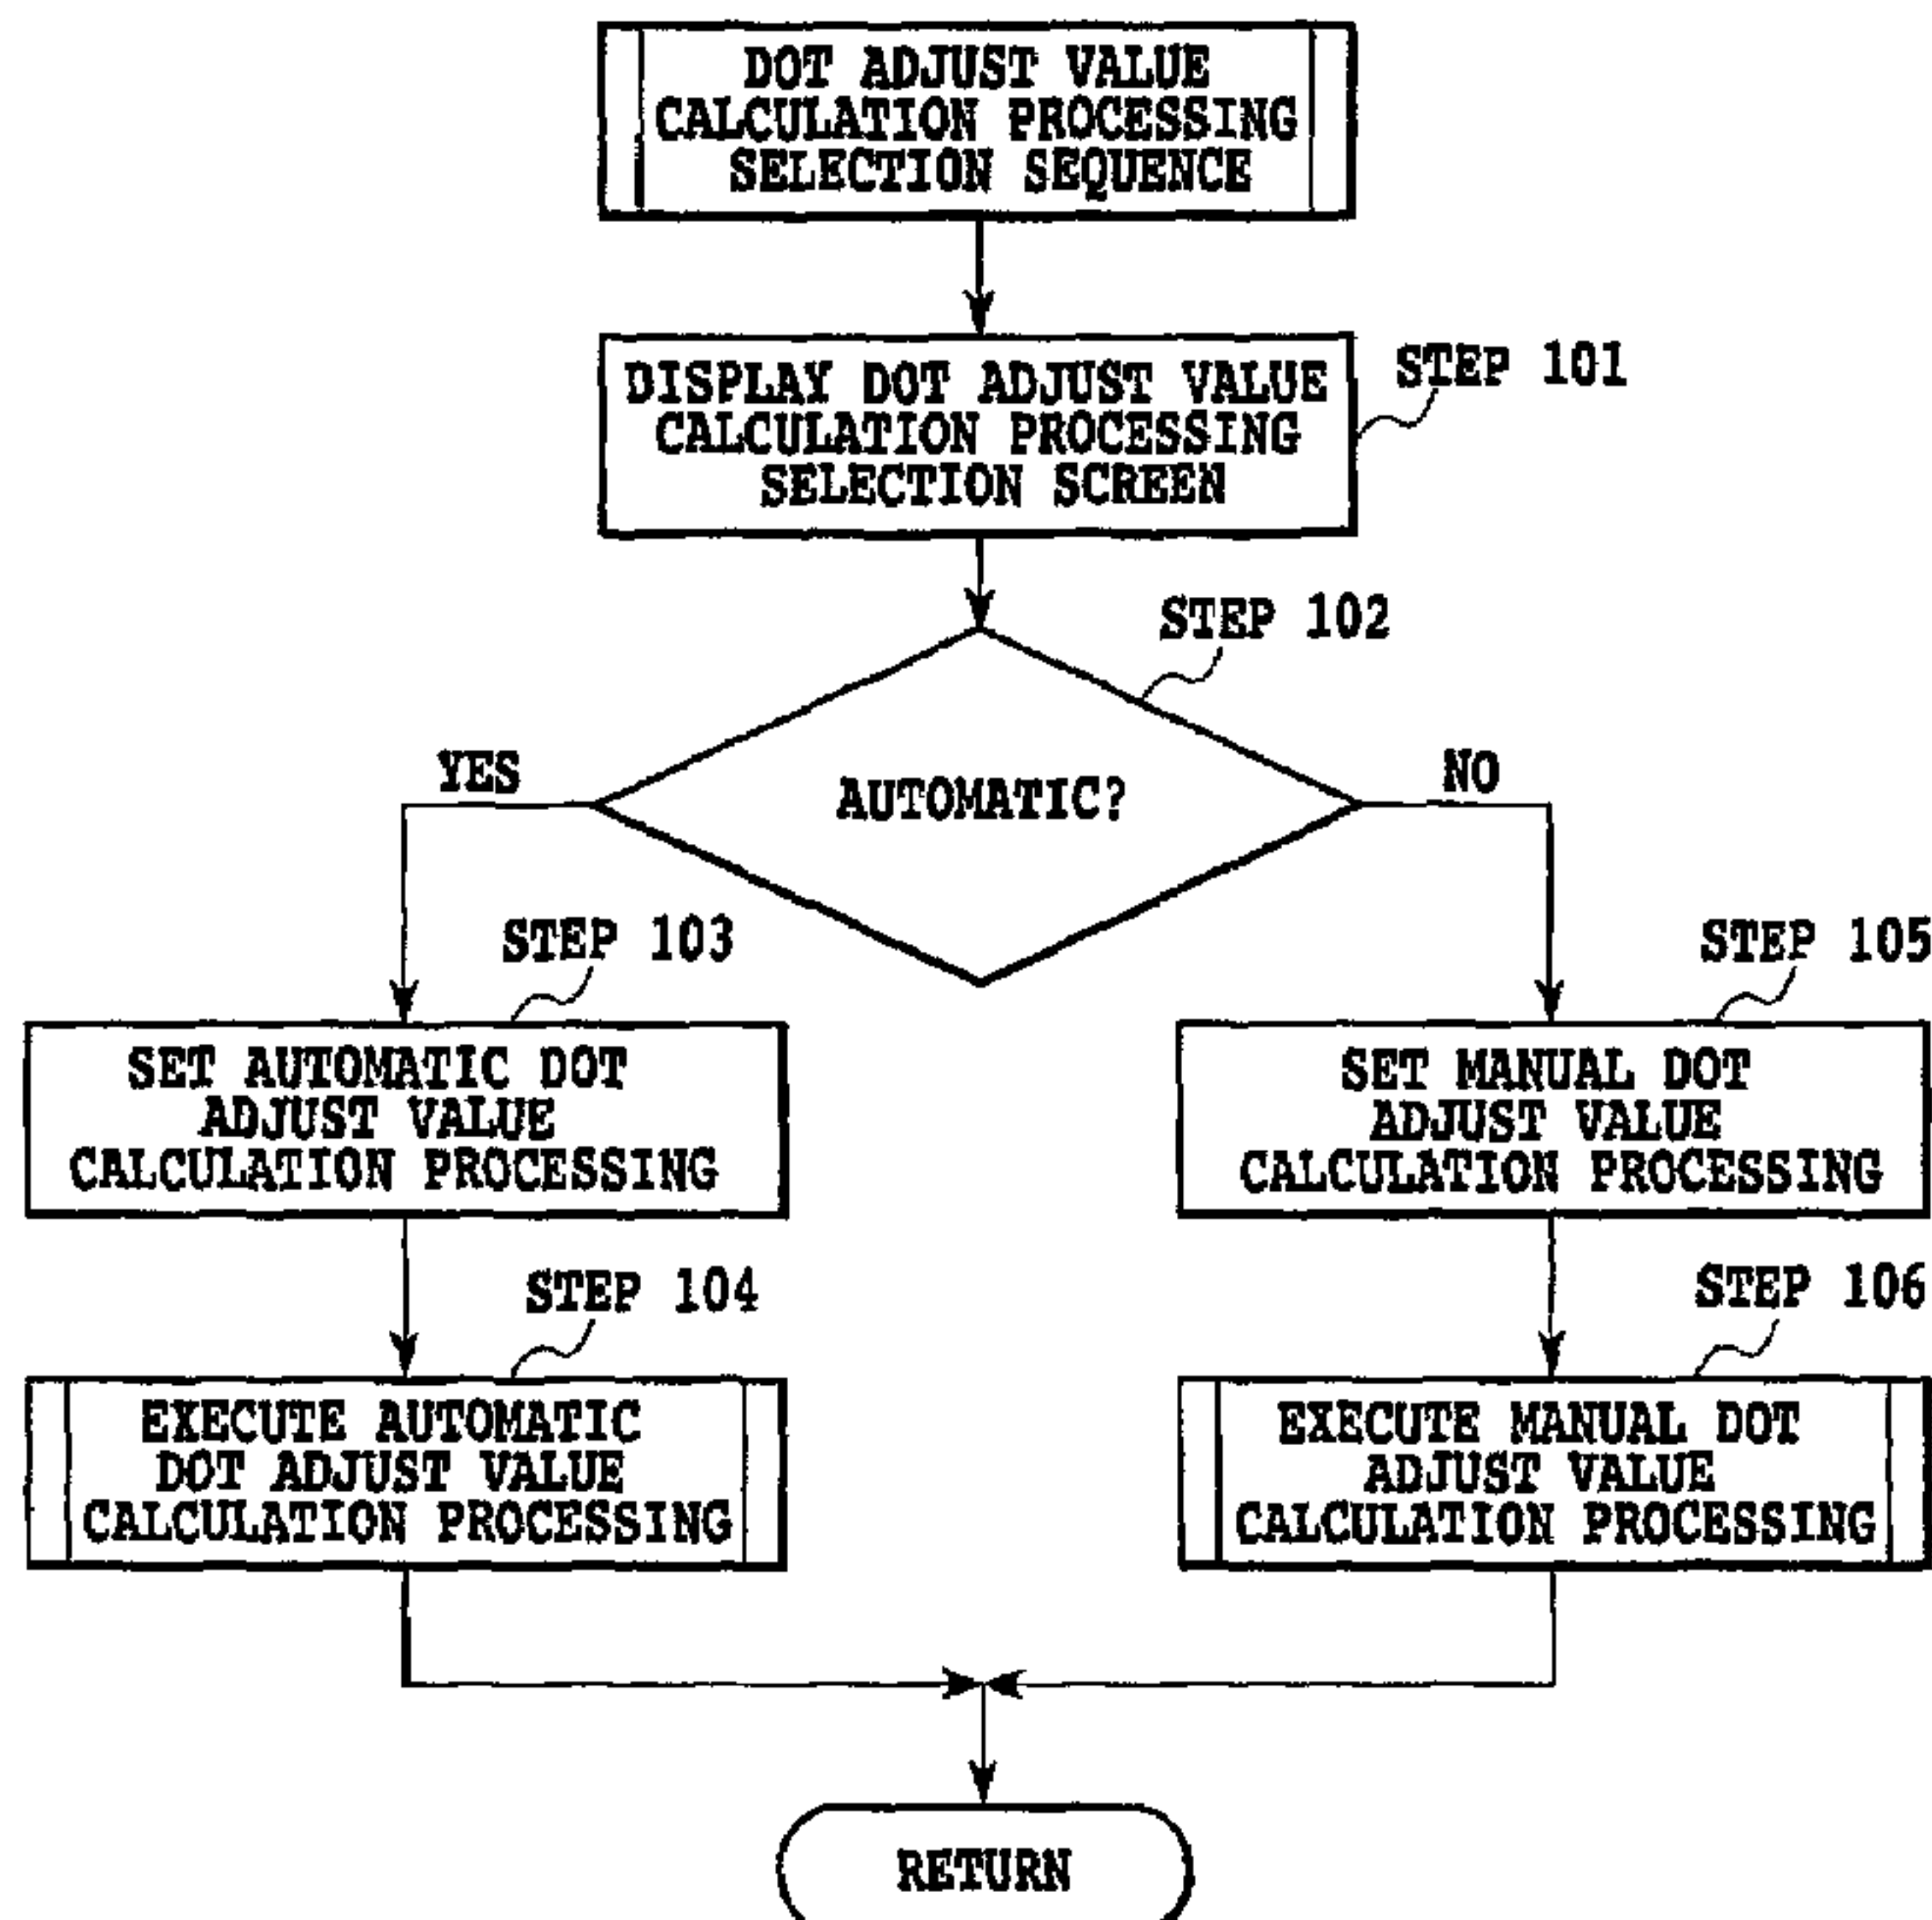 DOT ADJUST VALUE
CALCULATION PROCESSING
SELECTION SEQUENCE
DISPLAY DOT ADJUST VALUE
CALCULATION PROCESSING
SELECTION SCREEN
STEP 101
STEP 102
AUTOMATIC?
YES
NO
STEP 103
SET AUTOMATIC DOT
ADJUST VALUE
CALCULATION PROCESSING
STEP 105
SET MANUAL DOT
ADJUST VALUE
CALCULATION PROCESSING
STEP 104
EXECUTE AUTOMATIC
DOT ADJUST VALUE
CALCULATION PROCESSING
STEP 106
EXECUTE MANUAL DOT
ADJUST VALUE
CALCULATION PROCESSING
RETURN